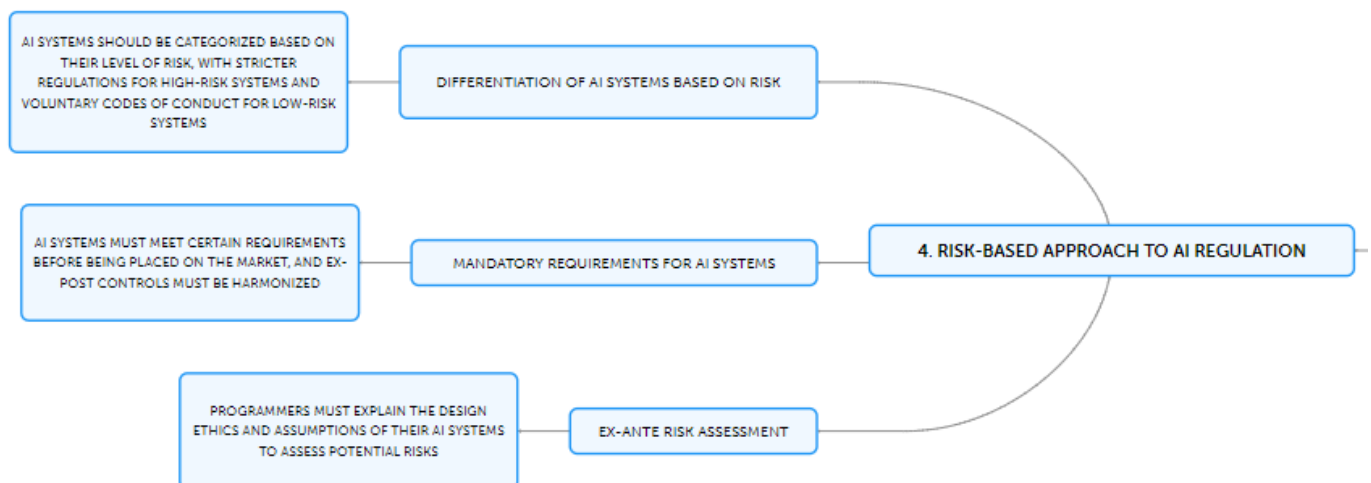 AI SYSTEMS SHOULD BE CATEGORIZED BASED ON
THEIR LEVEL OF RISK, WITH STRICTER
REGULATIONS FOR HIGH-RISK SYSTEMS AND
VOLUNTARY CODES OF CONDUCT FOR LOW-RISK
SYSTEMS
DIFFERENTIATION OF AI SYSTEMS BASED ON RISK
AI SYSTEMS MUST MEET CERTAIN REQUIREMENTS
BEFORE BEING PLACED ON THE MARKET, AND EX-
POST CONTROLS MUST BE HARMONIZED
MANDATORY REQUIREMENTS FOR AI SYSTEMS
4. RISK-BASED APPROACH TO AI REGULATION
PROGRAMMERS MUST EXPLAIN THE DESIGN
ETHICS AND ASSUMPTIONS OF THEIR AI SYSTEMS
TO ASSESS POTENTIAL RISKS
EX-ANTE RISK ASSESSMENT